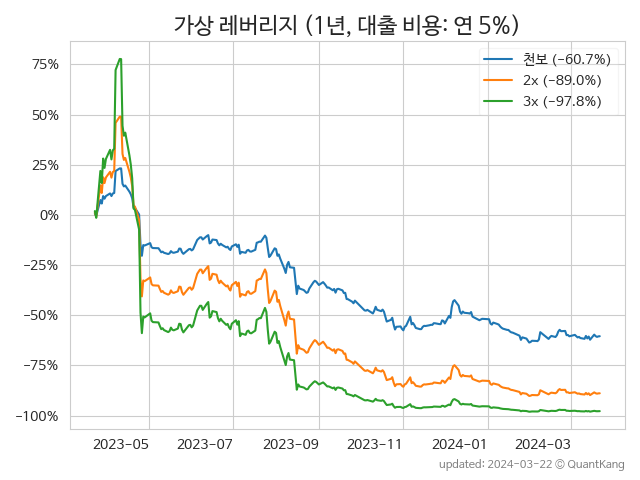 가상 레버리지 (1년, 대출 비용: 연 5%)
천보 (−60.7%)
2x (−89.0%)
3x (−97.8%)
75%
50%
25%
0%
−25%
−50%
−75%
−100%
2023-05 2023-07 2023-09 2023-11 2024-01 2024-03
updated: 2024-03-22 © QuantKang